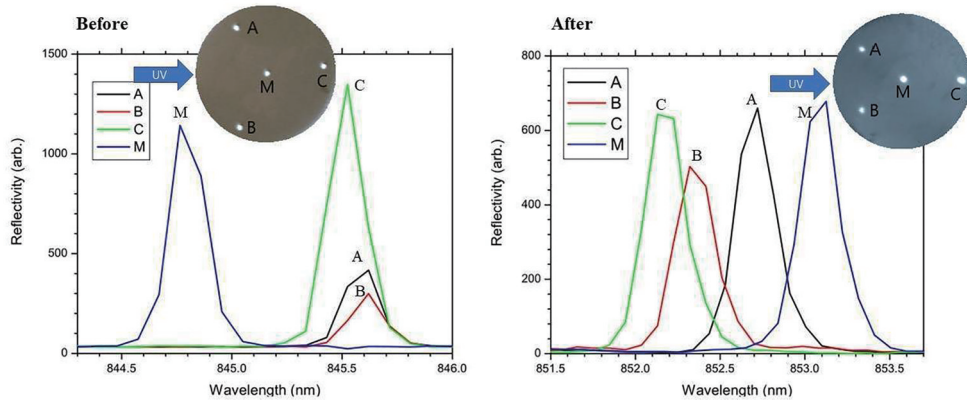 Before
UV
A
M
C
B
A
B
C
M
M
C
A
B
1500
1000
500
0
Reflectivity (arb.)
844.5
845.0
845.5
846.0
Wavelength (nm)
After
UV
A
M
C
B
A
B
C
M
C
B
A
M
800
600
400
200
0
Reflectivity (arb.)
851.5
852.0
852.5
853.0
853.5
Wavelength (nm)